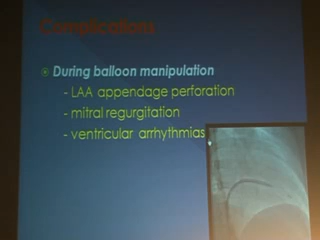 Complications
During balloon manipulation
- LAA appendage perforation
- mitral regurgitation
- ventricular arrhythmias